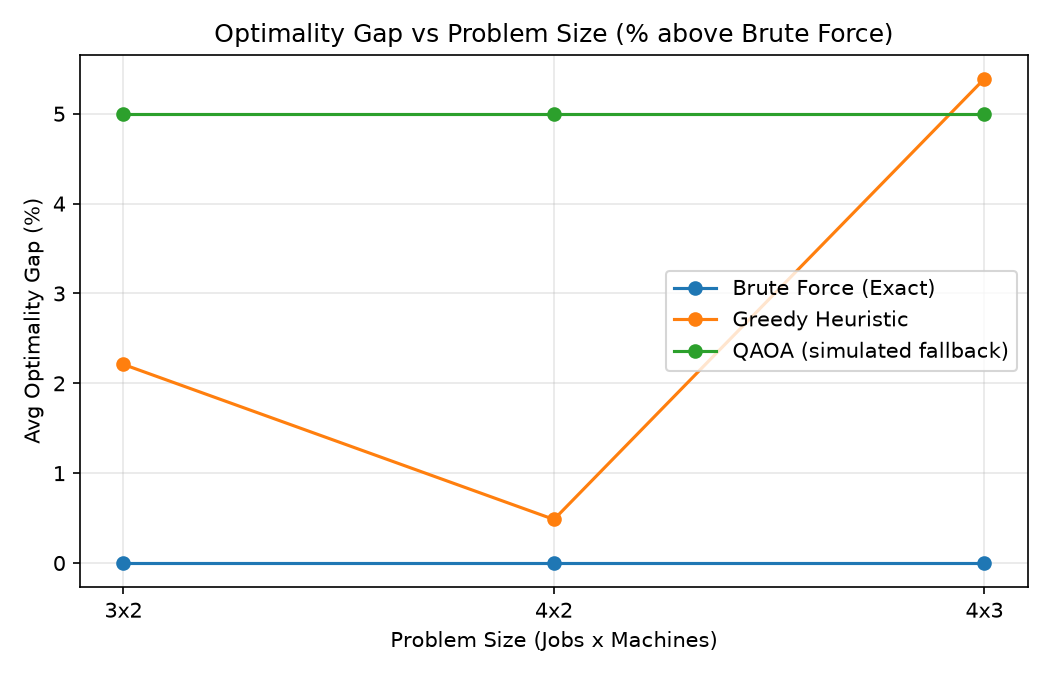 Optimality Gap vs Problem Size (% above Brute Force)
Avg Optimality Gap (%)
5
4
3
2
1
0
Brute Force (Exact)
Greedy Heuristic
QAOA (simulated fallback)
3x2
4x2
4x3
Problem Size (Jobs x Machines)